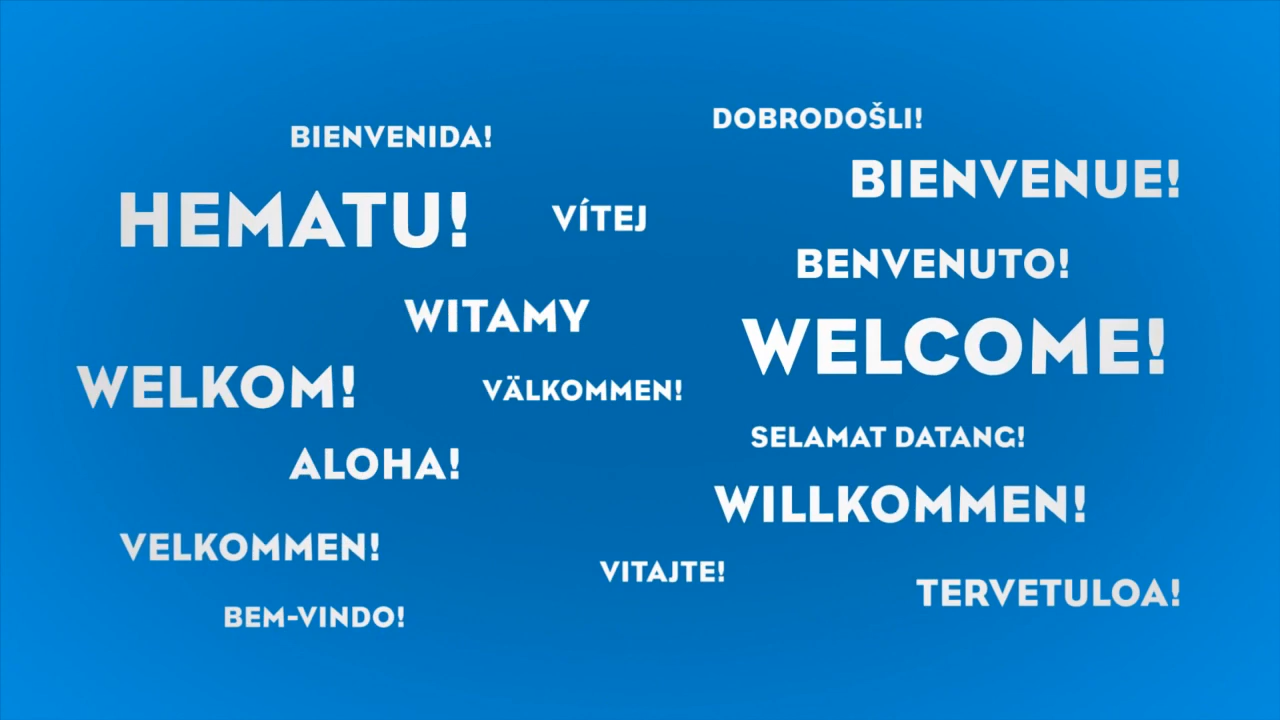 DOBRODOŠLI!
BIENVENIDA!
BIENVENUE!
HEMATU!
VÍTEJ
BENVENUTO!
WITAMY
WELCOME!
WELKOM!
VÄLKOMMEN!
SELAMAT DATANG!
ALOHA!
WILLKOMMEN!
VELKOMMEN!
VITAJTE!
TERVETULOA!
BEM-VINDO!